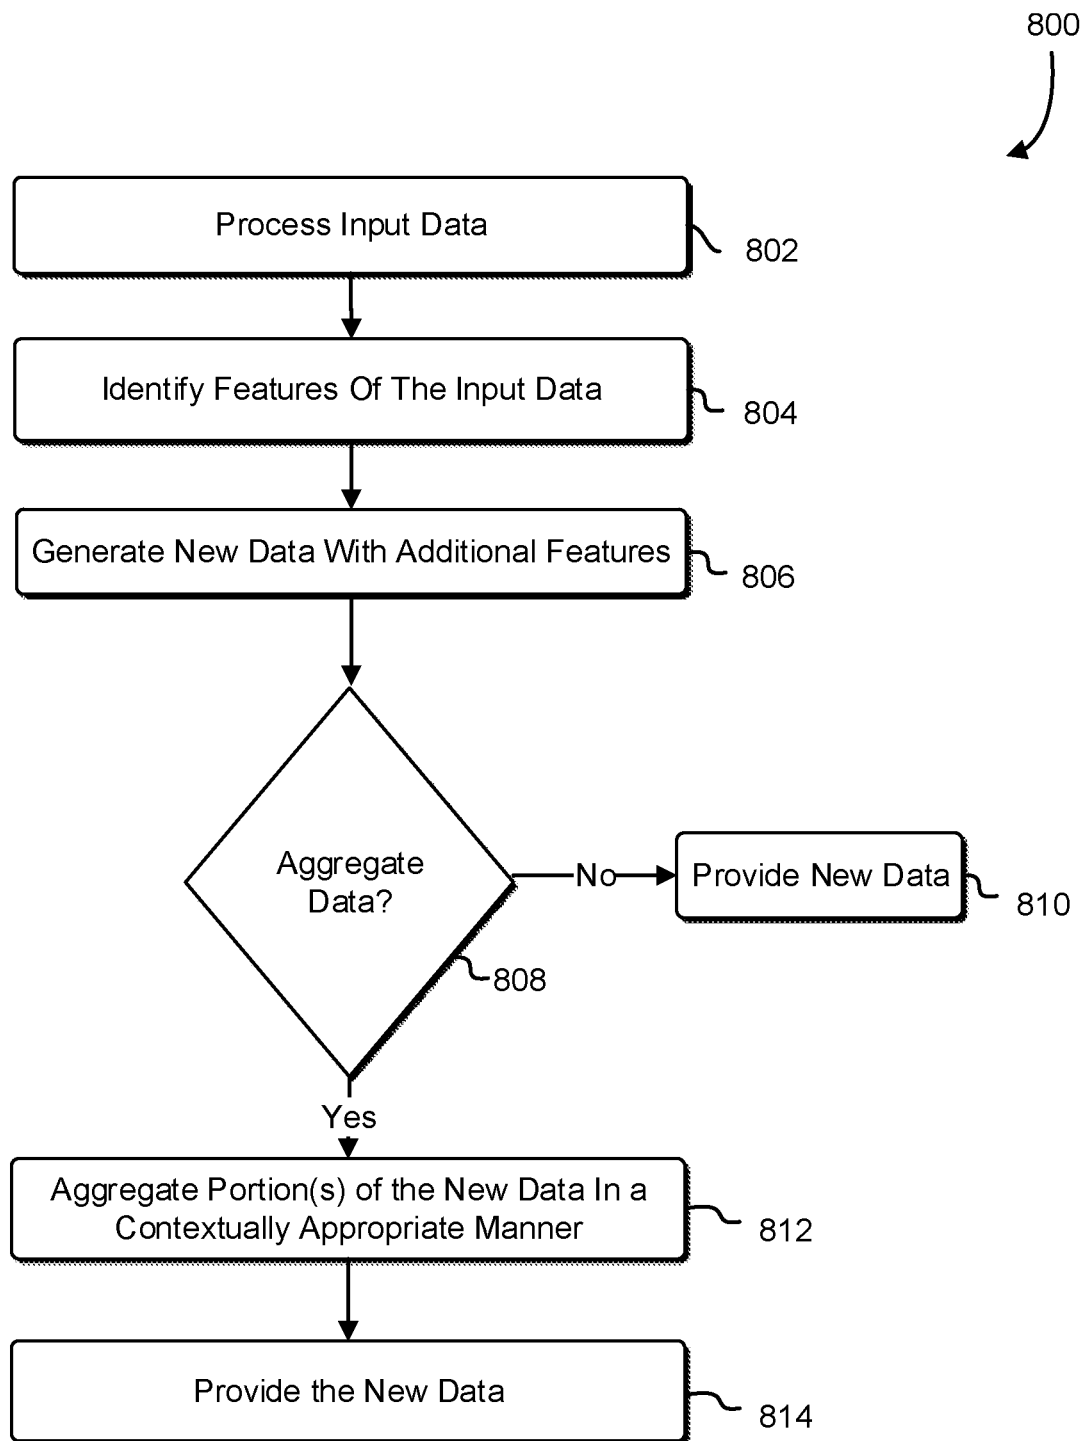 800
Process Input Data
802
Identify Features Of The Input Data
804
Generate New Data With Additional Features
806
Aggregate
Data?
No
Provide New Data
810
808
Yes
Aggregate Portion(s) of the New Data In a
Contextually Appropriate Manner
812
Provide the New Data
814